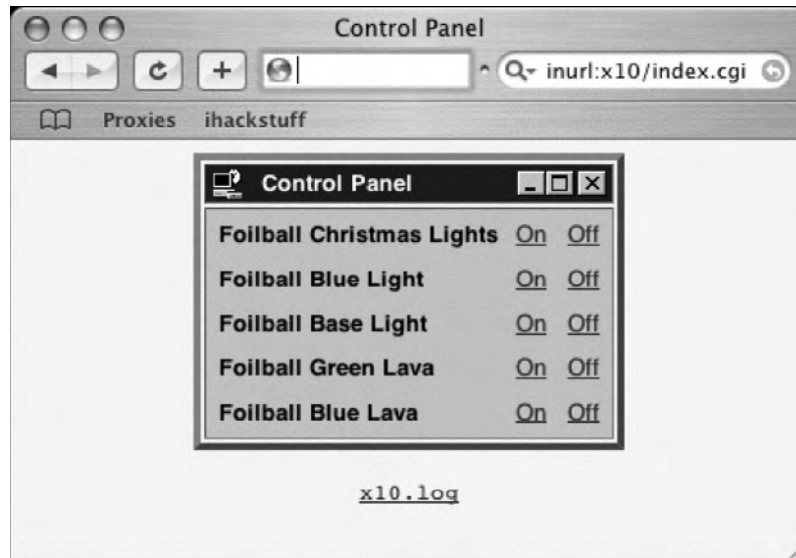 Control Panel
inurl:x10/index.cgi
Proxies ihackstuff
Control Panel
Foilball Christmas Lights On Off
Foilball Blue Light On Off
Foilball Base Light On Off
Foilball Green Lava On Off
Foilball Blue Lava On Off
x10.log